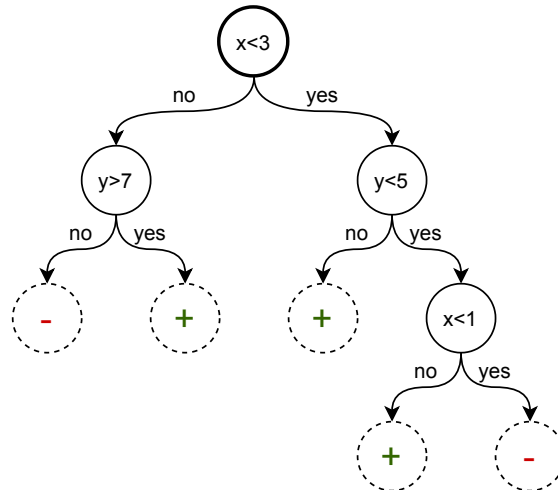 x<3
no yes
y>7 y<5
no yes no yes
- + + x<1
no yes
+ -